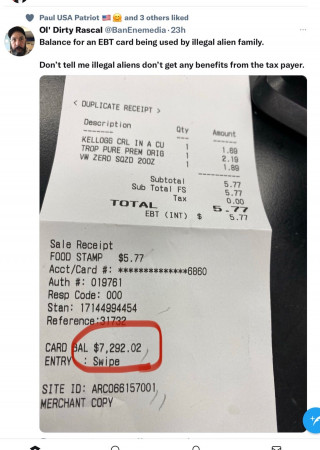 Paul USA Patriot 🇺🇸🤗 and 3 others liked
Ol' Dirty Rascal @BanEnemedia · 23h
Balance for an EBT card being used by illegal alien family.
Don't tell me illegal aliens don't get any benefits from the tax payer.
< DUPLICATE RECEIPT >
Description Qty Amount
KELLOGG CRL IN A CU 1 1.69
TROP PURE PREM ORIG 1 2.19
VW ZERO SQZD 20OZ 1 1.89
Subtotal 5.77
Sub Total FS 5.77
Tax 0.00
TOTAL 5.77
EBT (INT) $ 5.77
Sale Receipt
FOOD STAMP $5.77
Acct/Card #: **************6860
Auth #: 019761
Resp Code: 000
Stan: 17144994454
Reference:31732
CARD BAL $7,292.02
ENTRY : Swipe
SITE ID: ARC066157001
MERCHANT COPY